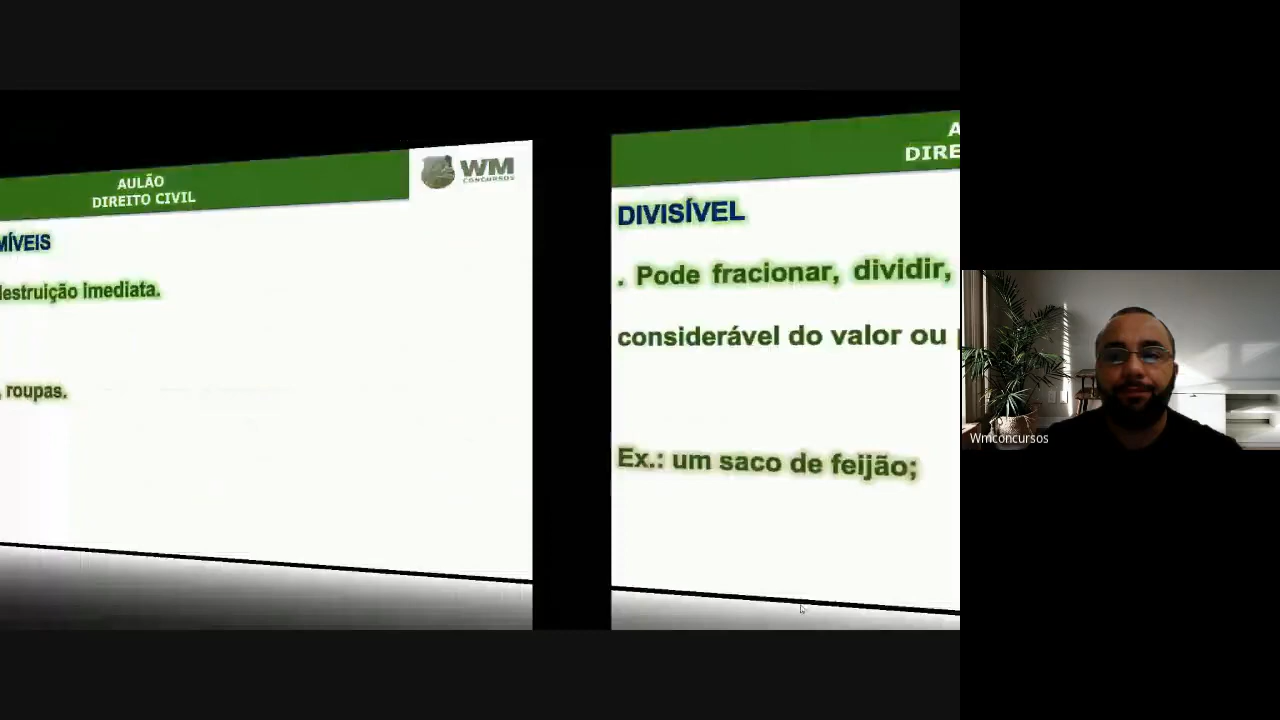 AULÃO
DIREITO CIVIL
WM
CONCURSOS
MÍVEIS
destruição imediata.
, roupas.
A
DIRE
DIVISÍVEL
. Pode fracionar, dividir,
considerável do valor ou
Ex.: um saco de feijão;
Wmconcursos